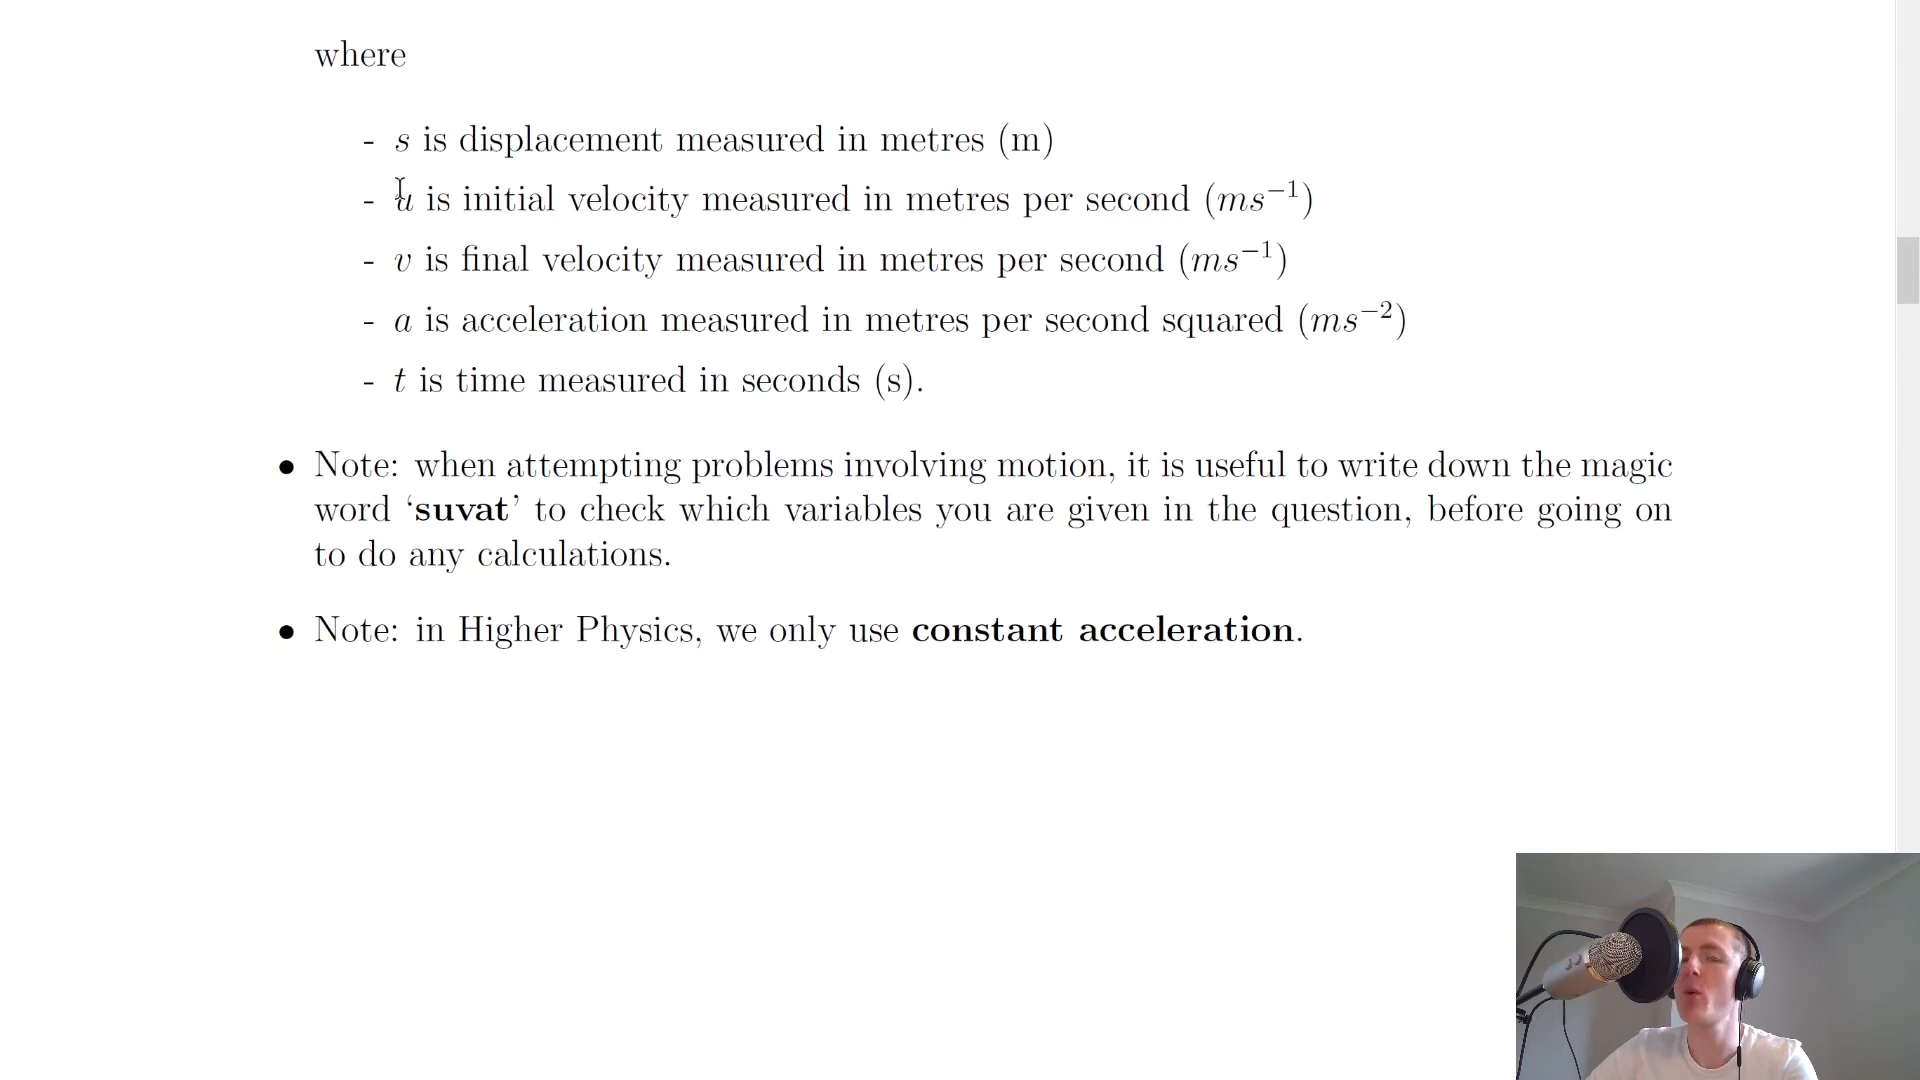 where
- s is displacement measured in metres (m)
- u is initial velocity measured in metres per second (ms⁻¹)
- v is final velocity measured in metres per second (ms⁻¹)
- a is acceleration measured in metres per second squared (ms⁻²)
- t is time measured in seconds (s).
• Note: when attempting problems involving motion, it is useful to write down the magic
word ‘suvat’ to check which variables you are given in the question, before going on
to do any calculations.
• Note: in Higher Physics, we only use constant acceleration.